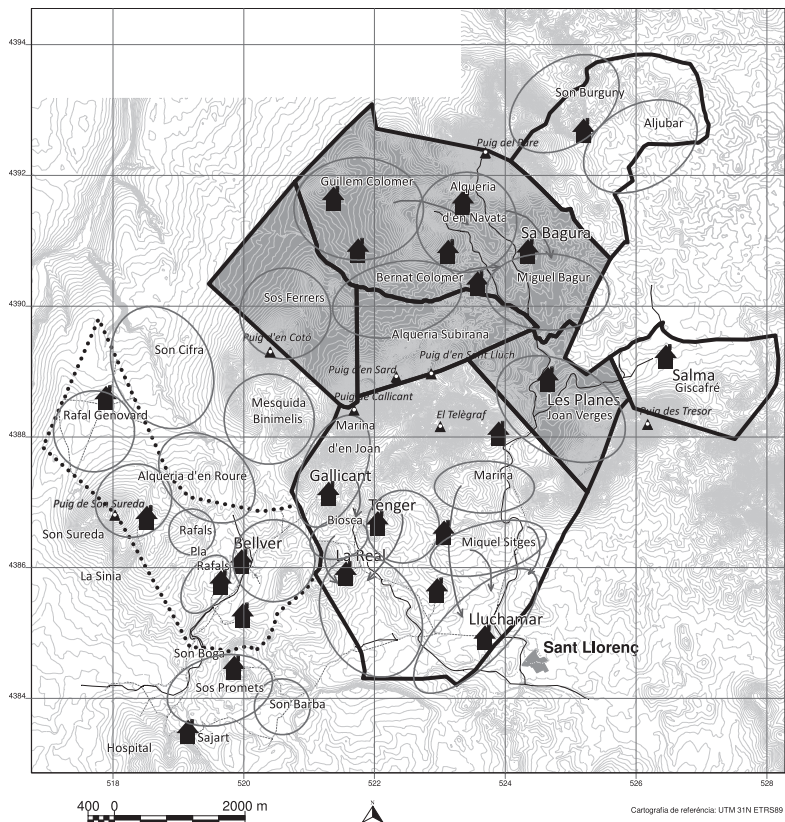 4394
Son Burguny
Aljubar
Puig del Pare
4392
Guillem Colomer
Alqueria
d'en Navata
Sa Bagura
Bernat Colomer
Miguel Bagur
4390
Sos Ferrers
Alqueria Subirana
Puig d'en Cotó
Son Cifra
Puig d'en Sard
Puig d'en Sant Lluch
Salma
Giscafré
Les Planes
Joan Verges
Mesquida
Binimelis
Puig de Callicant
Rafal Genovard
Marina
d'en Joan
El Telègraf
Puig des Tresor
4388
Alqueria d'en Roure
Gallicant
Marina
Puig de Son Sureda
Tenger
Biosca
Son Sureda
Rafals
Pla
Bellver
Miquel Sitges
La Real
4386
La Sinia
Rafals
Lluchamar
Sant Llorenç
Son Boga
Sos Promets
4384
Son Barba
Sajart
Hospital
518
520
522
524
526
528
400 0 2000 m
N
Cartografia de referéncia: UTM 31N ETRS89